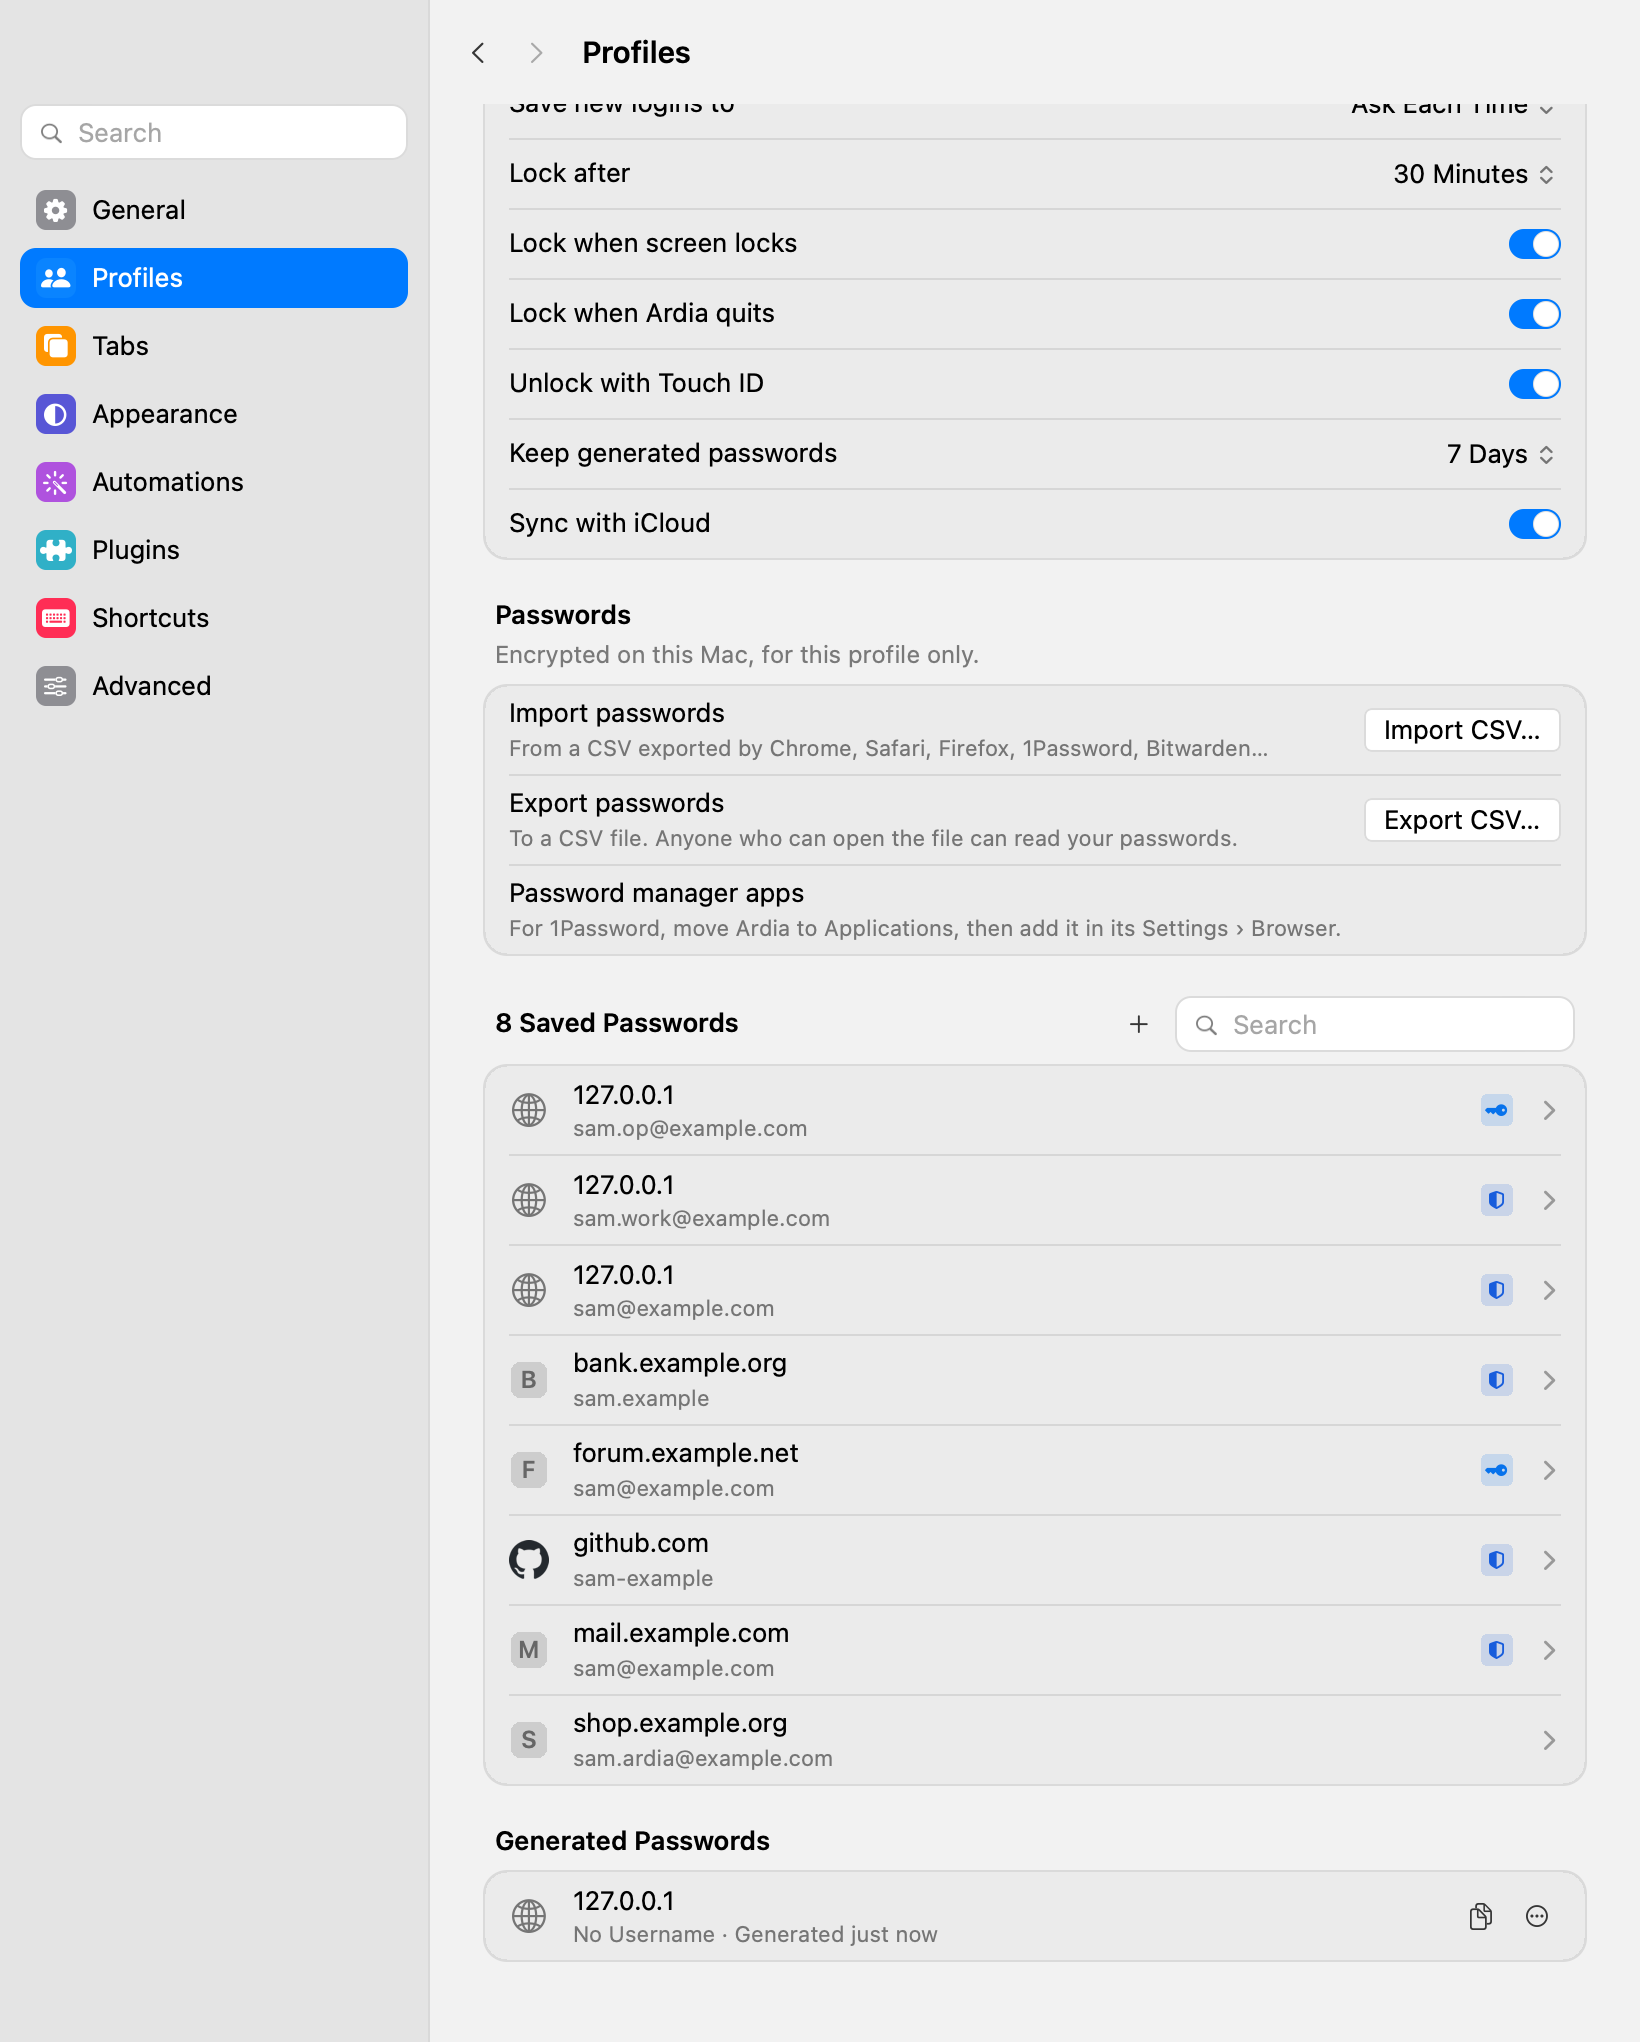 Profiles
Search
General
Profiles
Tabs
Appearance
Automations
Plugins
Shortcuts
Advanced
Save new logins to
Ask Each Time
Lock after
30 Minutes
Lock when screen locks
Lock when Ardia quits
Unlock with Touch ID
Keep generated passwords
7 Days
Sync with iCloud
Passwords
Encrypted on this Mac, for this profile only.
Import passwords
From a CSV exported by Chrome, Safari, Firefox, 1Password, Bitwarden…
Import CSV…
Export passwords
To a CSV file. Anyone who can open the file can read your passwords.
Export CSV…
Password manager apps
For 1Password, move Ardia to Applications, then add it in its Settings › Browser.
8 Saved Passwords
Search
127.0.0.1
sam.op@example.com
127.0.0.1
sam.work@example.com
127.0.0.1
sam@example.com
B
bank.example.org
sam.example
F
forum.example.net
sam@example.com
github.com
sam-example
M
mail.example.com
sam@example.com
S
shop.example.org
sam.ardia@example.com
Generated Passwords
127.0.0.1
No Username · Generated just now